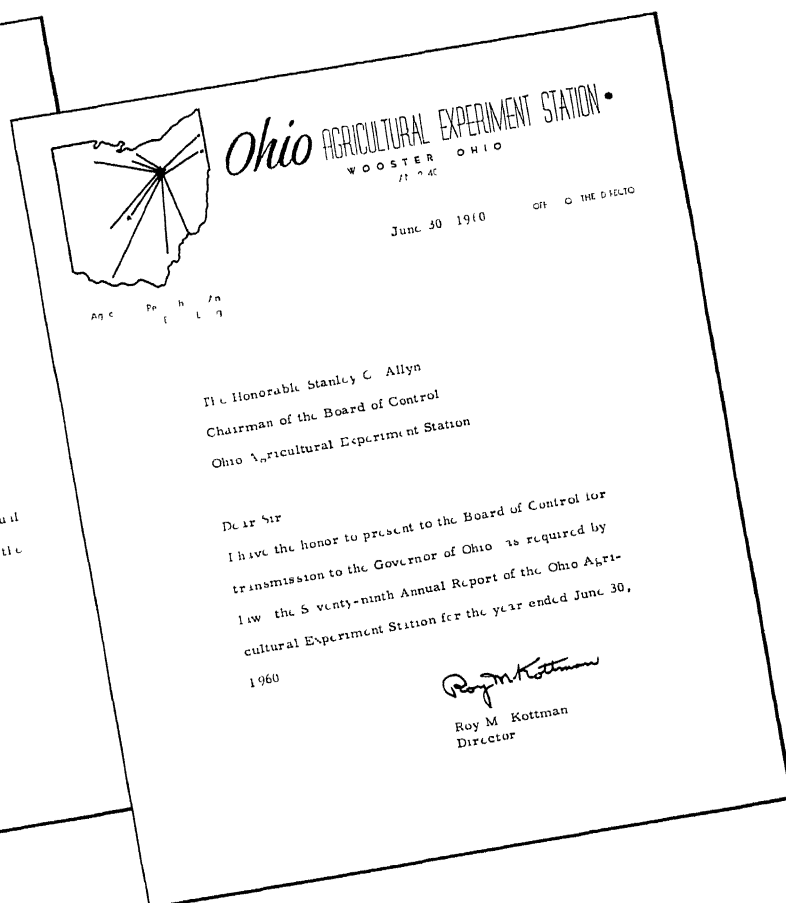 Ohio AGRICULTURAL EXPERIMENT STATION
WOOSTER OHIO
June 30 1960
The Honorable Stanley C Allyn
Chairman of the Board of Control
Ohio Agricultural Experiment Station
Dear Sir
I have the honor to present to the Board of Control for
transmission to the Governor of Ohio as required by
law the Seventy-ninth Annual Report of the Ohio Agri-
cultural Experiment Station for the year ended June 30,
1960
Roy M Kottman
Roy M Kottman
Director